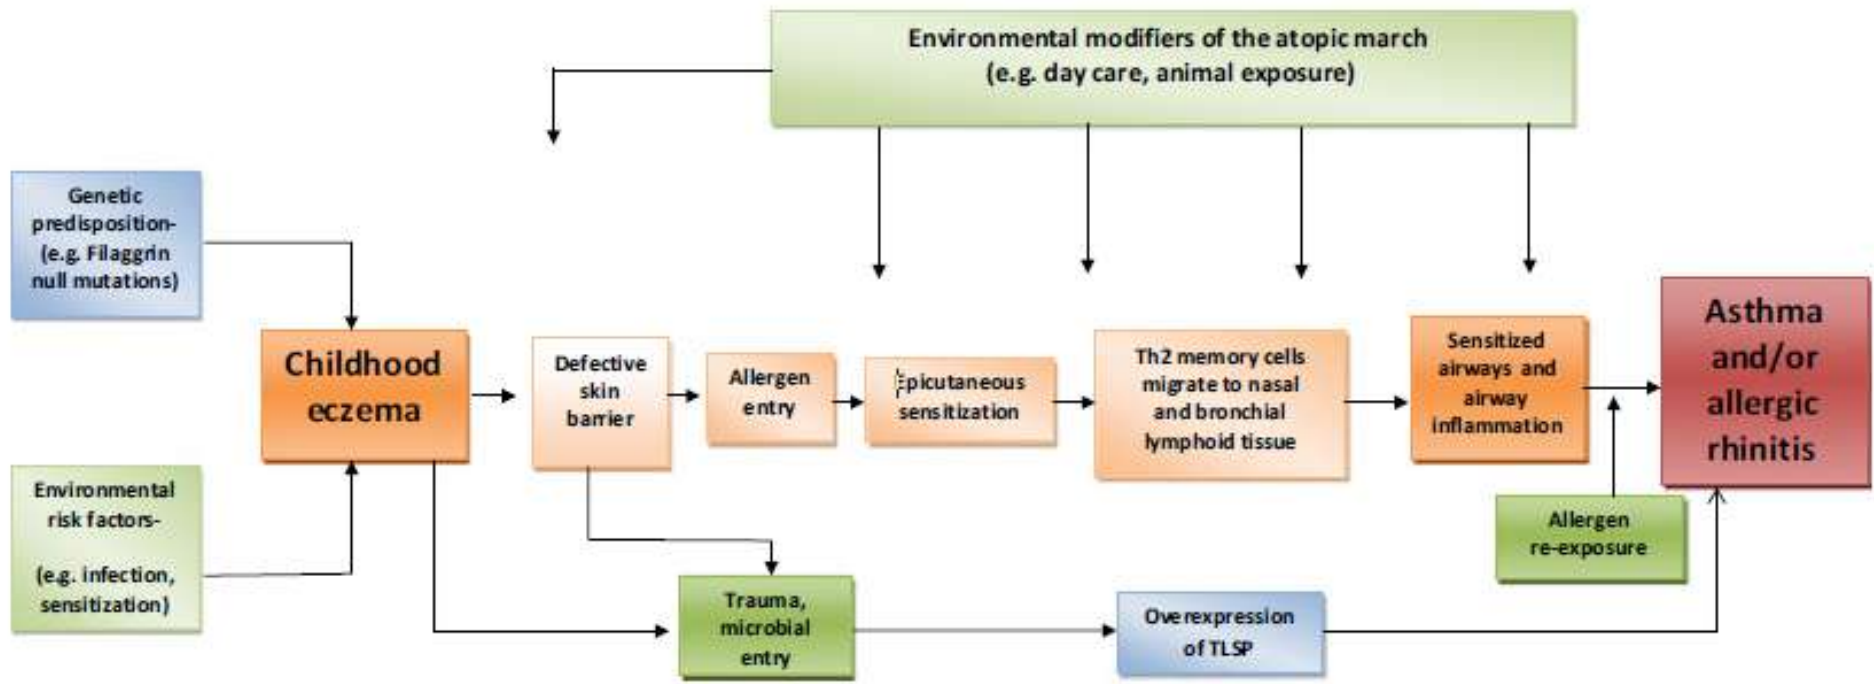 Environmental modifiers of the atopic march
(e.g. day care, animal exposure)
Genetic
predisposition-
(e.g. Filaggrin
null mutations)
Environmental
risk factors-
(e.g. infection,
sensitization)
Childhood
eczema
Defective
skin
barrier
Allergen
entry
Epicutaneous
sensitization
Th2 memory cells
migrate to nasal
and bronchial
lymphoid tissue
Sensitized
airways and
airway
inflammation
Asthma
and/or
allergic
rhinitis
Allergen
re-exposure
Trauma,
microbial
entry
Overexpression
of TLSP